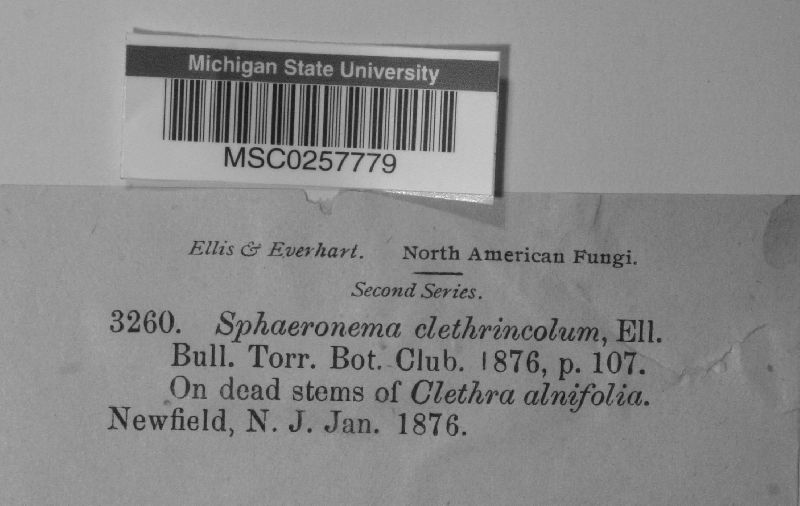 Michigan State University
MSC0257779
Ellis & Everhart. North American Fungi.
Second Series.
3260. Sphaeronema clethrincolum, Ell.
Bull. Torr. Bot. Club. 1876, p. 107.
On dead stems of Clethra alnifolia.
Newfield, N. J. Jan. 1876.